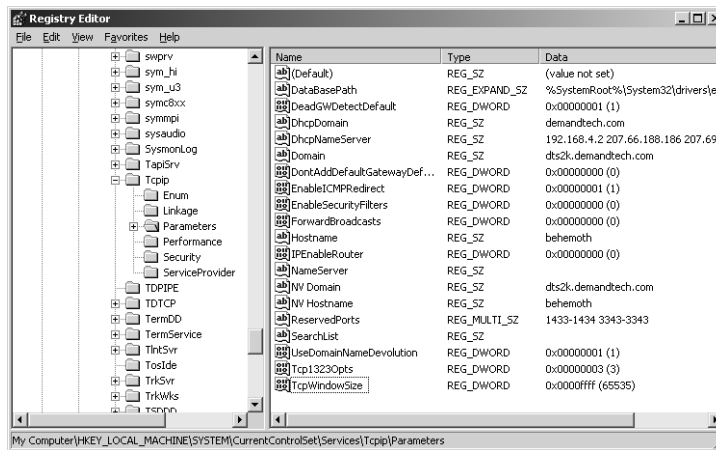 Registry Editor
File Edit View Favorites Help
swprv
sym_hi
sym_u3
symc8xx
symmpi
sysaudio
SysmonLog
TapiSrv
Tcpip
Enum
Linkage
Parameters
Performance
Security
ServiceProvider
TDPIPE
TDTCP
TermDD
TermService
TlntSvr
TosIde
TrkSvr
TrkWks
TSDDD
Name Type Data
(Default) REG_SZ (value not set)
DataBasePath REG_EXPAND_SZ %SystemRoot%\System32\drivers\e
DeadGWDetectDefault REG_DWORD 0x00000001 (1)
DhcpDomain REG_SZ demandtech.com
DhcpNameServer REG_SZ 192.168.4.2 207.66.188.186 207.69
Domain REG_SZ dts2k.demandtech.com
DontAddDefaultGatewayDef... REG_DWORD 0x00000000 (0)
EnableICMPRedirect REG_DWORD 0x00000001 (1)
EnableSecurityFilters REG_DWORD 0x00000000 (0)
ForwardBroadcasts REG_DWORD 0x00000000 (0)
Hostname REG_SZ behemoth
IPEnableRouter REG_DWORD 0x00000000 (0)
NameServer REG_SZ
NV Domain REG_SZ dts2k.demandtech.com
NV Hostname REG_SZ behemoth
ReservedPorts REG_MULTI_SZ 1433-1434 3343-3343
SearchList REG_SZ
UseDomainNameDevolution REG_DWORD 0x00000001 (1)
Tcp1323Opts REG_DWORD 0x00000003 (3)
TcpWindowSize REG_DWORD 0x0000ffff (65535)
My Computer\HKEY_LOCAL_MACHINE\SYSTEM\CurrentControlSet\Services\Tcpip\Parameters